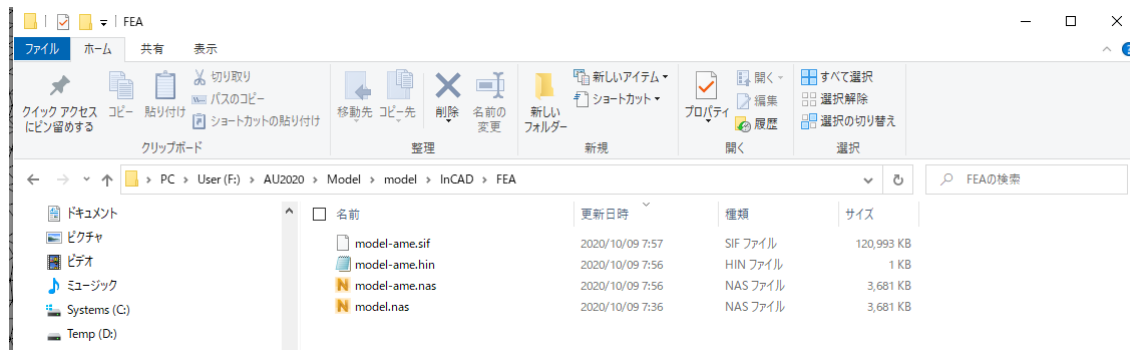 FEA
ファイル ホーム 共有 表示
クイック アクセスにピン留めする
コピー
貼り付け
切り取り
パスのコピー
ショートカットの貼り付け
クリップボード
移動先 コピー先 削除 名前の変更
整理
新しいフォルダー
新しいアイテム
ショートカット
新規
プロパティ
開く
編集
履歴
開く
すべて選択
選択解除
選択の切り替え
選択
PC › User (F:) › AU2020 › Model › model › InCAD › FEA
FEAの検索
ドキュメント
ピクチャ
ビデオ
ミュージック
Systems (C:)
Temp (D:)
名前 更新日時 種類 サイズ
model-ame.sif 2020/10/09 7:57 SIF ファイル 120,993 KB
model-ame.hin 2020/10/09 7:56 HIN ファイル 1 KB
model-ame.nas 2020/10/09 7:56 NAS ファイル 3,681 KB
model.nas 2020/10/09 7:36 NAS ファイル 3,681 KB